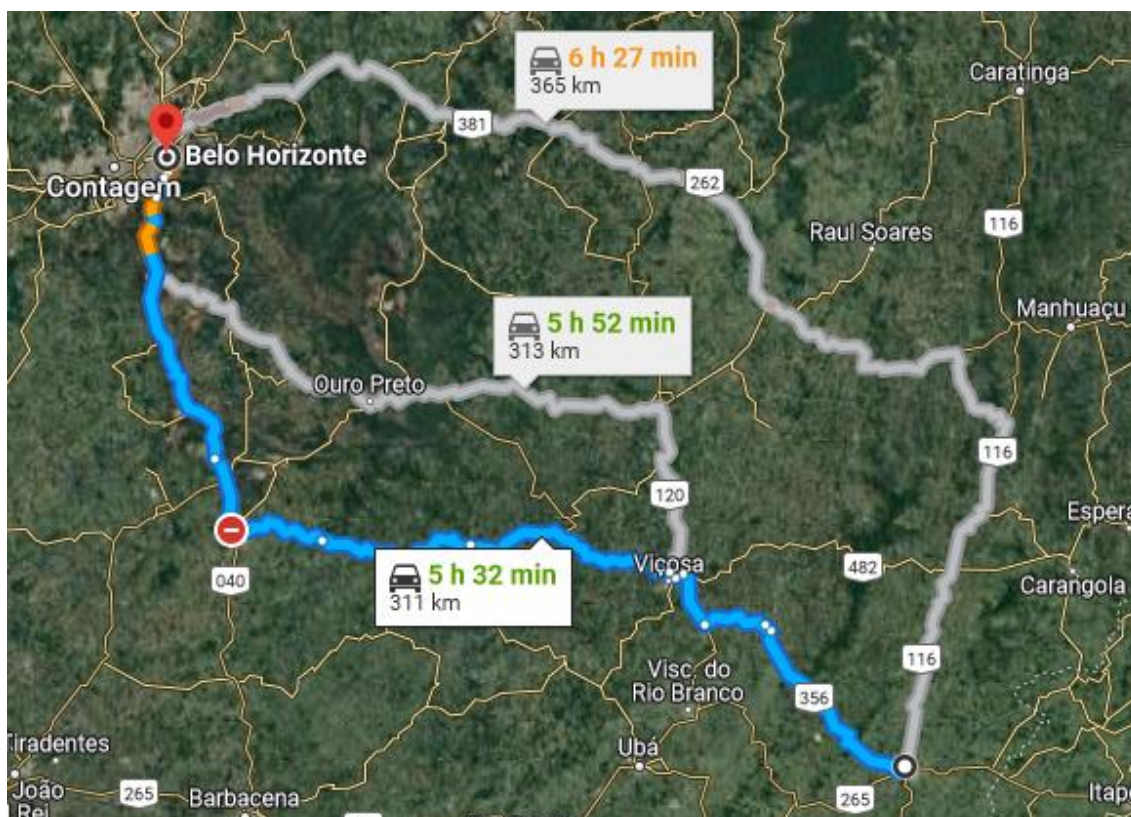 6 h 27 min
365 km
Caratinga
381
Belo Horizonte
Contagem
262
116
Raul Soares
Manhuaçu
5 h 52 min
313 km
Ouro Preto
116
120
Espera
Viçosa
482
5 h 32 min
311 km
040
Carangola
116
Visc. do
Rio Branco
356
Tiradentes
Ubá
João
Rei
265
Barbacena
265
Itap